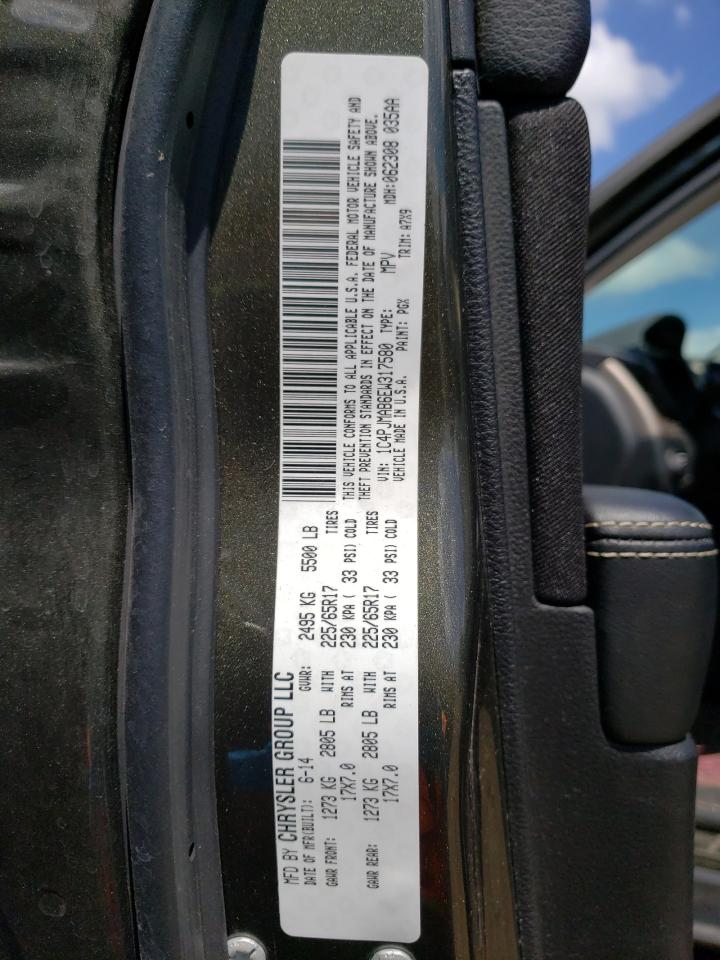 MFD BY CHRYSLER GROUP LLC
DATE OF MFR(BUILT): 6-14 GVWR: 2495 KG 5500 LB
GAWR FRONT: 1273 KG 2805 LB WITH 225/65R17 TIRES
17X7.0 RIMS AT 230 KPA ( 33 PSI) COLD
GAWR REAR: 1273 KG 2805 LB WITH 225/65R17 TIRES
17X7.0 RIMS AT 230 KPA ( 33 PSI) COLD
THIS VEHICLE CONFORMS TO ALL APPLICABLE U.S.A. FEDERAL MOTOR VEHICLE SAFETY AND
THEFT PREVENTION STANDARDS IN EFFECT ON THE DATE OF MANUFACTURE SHOWN ABOVE.
VIN: 1C4PJMAB6EW317580 TYPE: MPV MDH:062308 035AA
VEHICLE MADE IN U.S.A. PAINT: PGX TRIM: A7X9